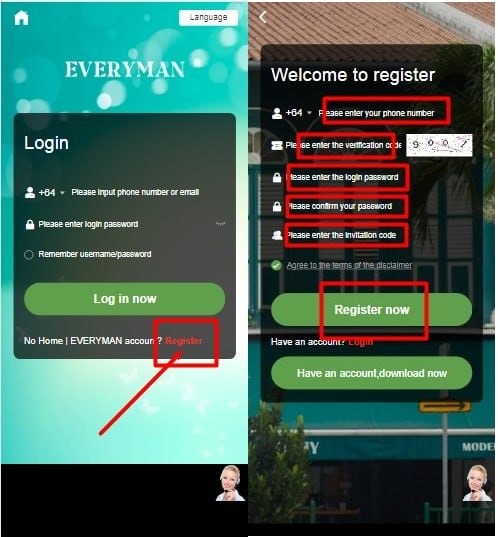 Language
EVERYMAN
Login
+64 Please input phone number or email
Please enter login password
Remember username/password
Log in now
No Home | EVERYMAN account? Register
Welcome to register
+64 Please enter your phone number
Please enter the verification code 9 0 0 7
Please enter the login password
Please confirm your password
Please enter the invitation code
Agree to the terms of the disclaimer
Register now
Have an account? Login
Have an account,download now